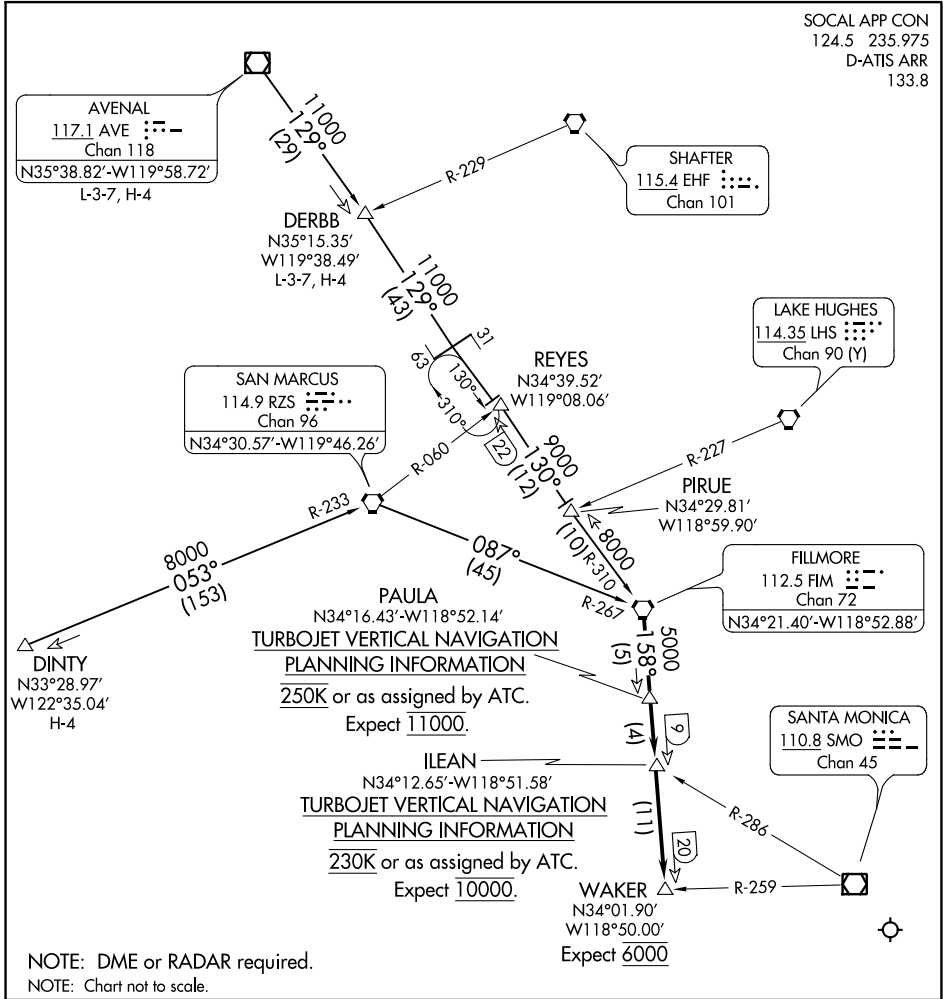 SOCAL APP CON
124.5 235.975
D-ATIS ARR
133.8
AVENAL
117.1 AVE
Chan 118
N35°38.82'-W119°58.72'
L-3-7, H-4
11000
129°
(29)
SHAFTER
115.4 EHF
Chan 101
R-229
DERBB
N35°15.35'
W119°38.49'
L-3-7, H-4
11000
129°
(43)
LAKE HUGHES
114.35 LHS
Chan 90 (Y)
31
63
130°
310°
22
REYES
N34°39.52'
W119°08.06'
SAN MARCUS
114.9 RZS
Chan 96
N34°30.57'-W119°46.26'
R-060
R-233
9000
130°
(12)
R-227
PIRUE
N34°29.81'
W118°59.90'
8000
(10)
R-310
8000
053°
(153)
087°
(45)
R-267
FILLMORE
112.5 FIM
Chan 72
N34°21.40'-W118°52.88'
DINTY
N33°28.97'
W122°35.04'
H-4
PAULA
N34°16.43'-W118°52.14'
TURBOJET VERTICAL NAVIGATION
PLANNING INFORMATION
250K or as assigned by ATC.
Expect 11000.
5000
158°
(5)
(4)
9
ILEAN
N34°12.65'-W118°51.58'
TURBOJET VERTICAL NAVIGATION
PLANNING INFORMATION
230K or as assigned by ATC.
Expect 10000.
(11)
20
SANTA MONICA
110.8 SMO
Chan 45
R-286
R-259
WAKER
N34°01.90'
W118°50.00'
Expect 6000
NOTE: DME or RADAR required.
NOTE: Chart not to scale.